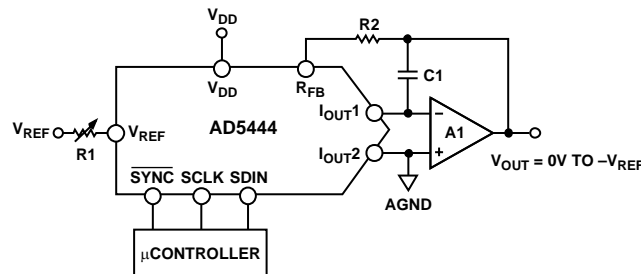 VDD
R2
C1
VDD
RFB
VREF
R1
VREF
AD5444
IOUT1
IOUT2
–
A1
+
VOUT = 0V TO –VREF
AGND
SYNC SCLK SDIN
µCONTROLLER